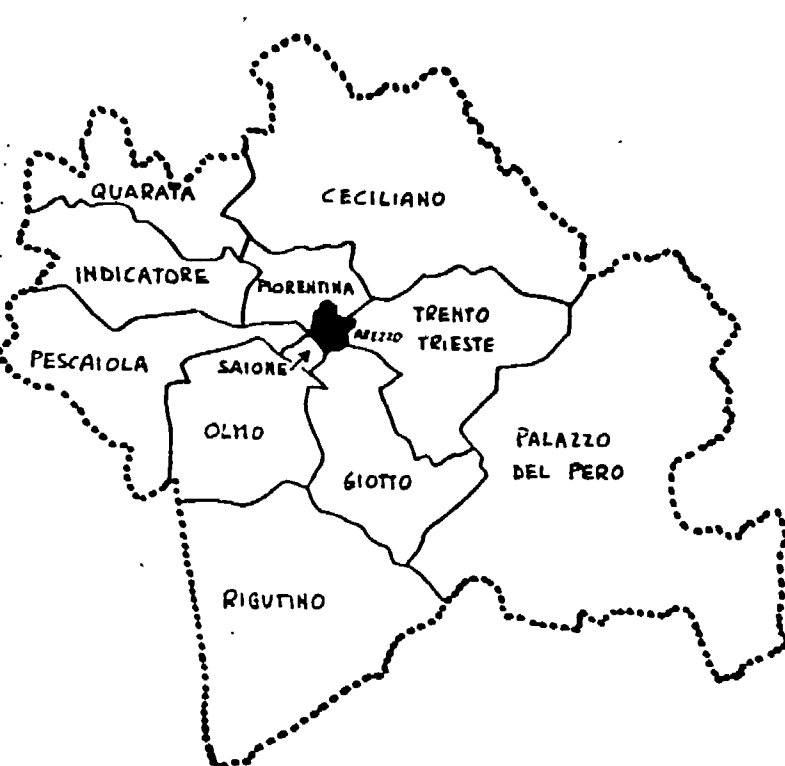 QUARATA
CECILIANO
INDICATORE
FIORENTINA
TRENTO
TRIESTE
AREZZO
PESCAIOLA
SAIONE
OLMO
PALAZZO
DEL PERO
GIOTTO
RIGUTINO